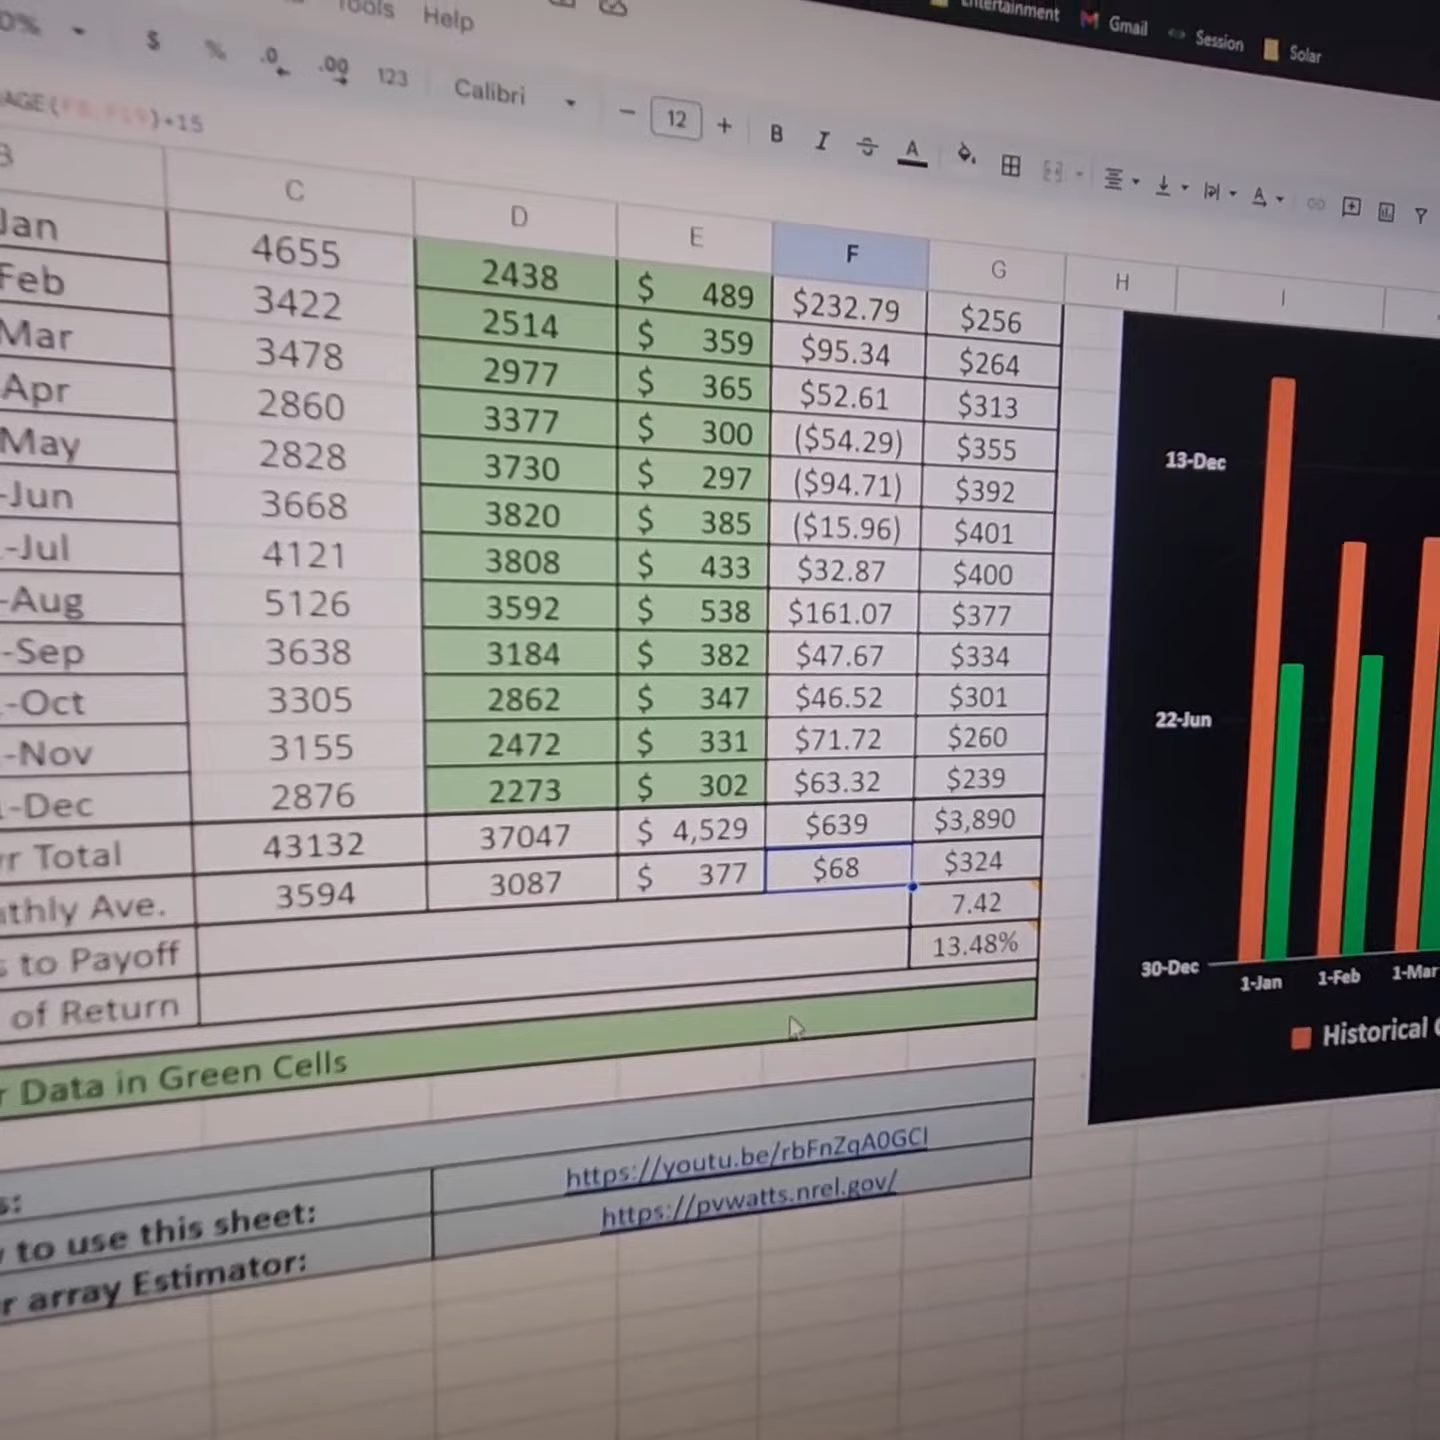 Tools Help
Entertainment Gmail Session Solar
0% $ % .0 .00 123 Calibri − 12 + B I S A
)+15
C D E F G H I
Jan 4655 2438 $ 489 $232.79 $256
Feb 3422 2514 $ 359 $95.34 $264
Mar 3478 2977 $ 365 $52.61 $313
Apr 2860 3377 $ 300 ($54.29) $355
May 2828 3730 $ 297 ($94.71) $392
-Jun 3668 3820 $ 385 ($15.96) $401
-Jul 4121 3808 $ 433 $32.87 $400
-Aug 5126 3592 $ 538 $161.07 $377
-Sep 3638 3184 $ 382 $47.67 $334
-Oct 3305 2862 $ 347 $46.52 $301
-Nov 3155 2472 $ 331 $71.72 $260
-Dec 2876 2273 $ 302 $63.32 $239
r Total 43132 37047 $ 4,529 $639 $3,890
thly Ave. 3594 3087 $ 377 $68 $324
s to Payoff 7.42
of Return 13.48%
r Data in Green Cells
s:
to use this sheet: https://youtu.be/rbFnZqA0GCI
r array Estimator: https://pvwatts.nrel.gov/
13-Dec
22-Jun
30-Dec
1-Jan 1-Feb 1-Mar
Historical